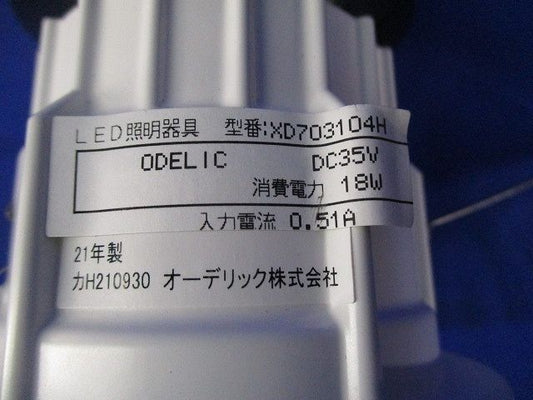 LED照明器具 型番:XD703104H
ODELIC DC35V
消費電力 18W
入力電流 0.51A
21年製
カH210930 オーデリック株式会社